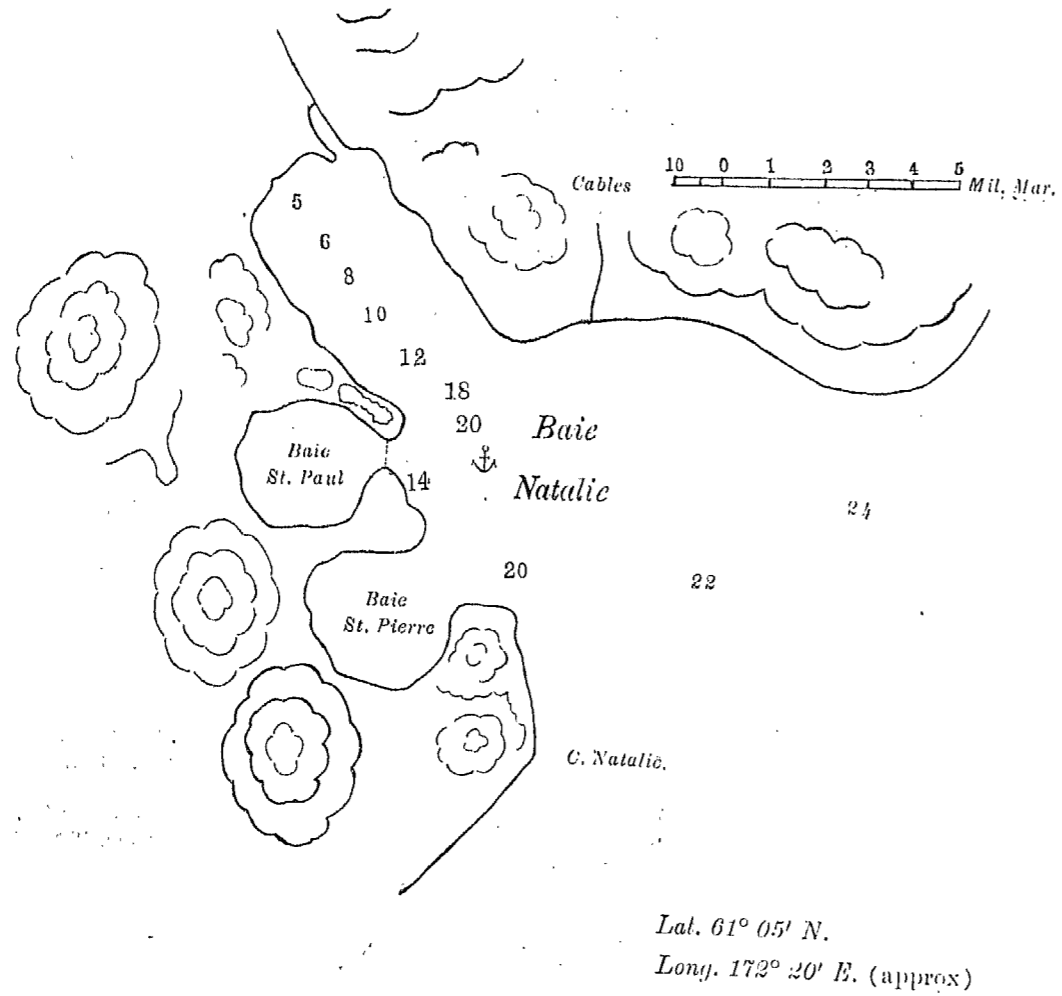 10 0 1 2 3 4 5
Cables
Mil. Mar.
5
6
8
10
12
18
20
Baie
Baie
St. Paul
14
Natalie
24
20
22
Baie
St. Pierre
C. Natalie.
Lat. 61° 05' N.
Long. 172° 20' E. (approx)